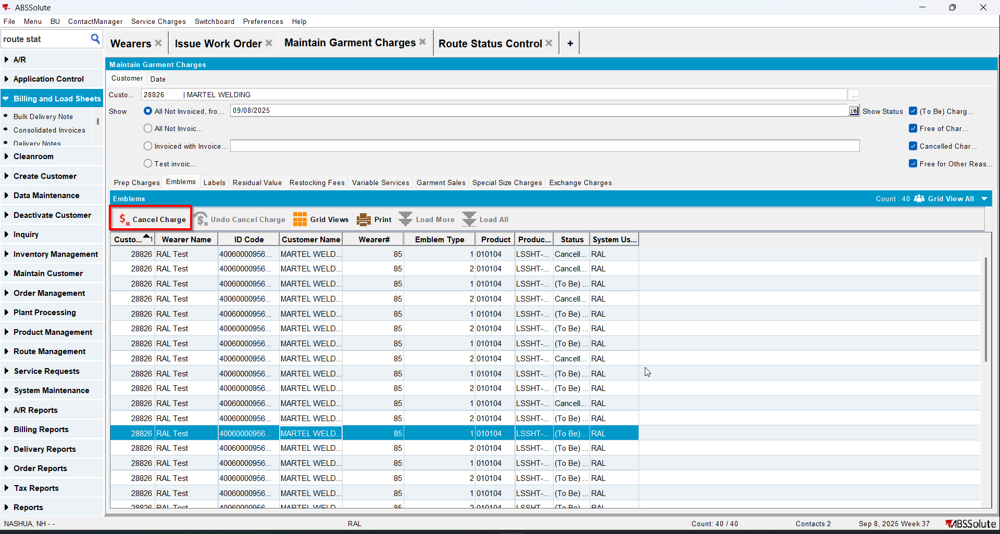 ABSSolute
File Menu BU ContactManager Service Charges Switchboard Preferences Help
route stat
Wearers Issue Work Order Maintain Garment Charges Route Status Control +
A/R
Application Control
Billing and Load Sheets
Bulk Delivery Note
Consolidated Invoices
Delivery Notes
Cleanroom
Create Customer
Data Maintenance
Deactivate Customer
Inquiry
Inventory Management
Maintain Customer
Order Management
Plant Processing
Product Management
Route Management
Service Requests
System Maintenance
A/R Reports
Billing Reports
Delivery Reports
Order Reports
Tax Reports
Reports
Maintain Garment Charges
Customer Date
Custo... 28826 | MARTEL WELDING ...
Show All Not Invoiced, fro... 09/08/2025 16 Show Status (To Be) Charg...
All Not Invoic... Free of Char...
Invoiced with Invoice... Cancelled Char...
Test invoic... Free for Other Reas...
Prep Charges Emblems Labels Residual Value Restocking Fees Variable Services Garment Sales Special Size Charges Exchange Charges
Emblems Count : 40 Grid View All
Cancel Charge Undo Cancel Charge Grid Views Print Load More Load All
Custo... 1 Wearer Name ID Code Customer Name Wearer# Emblem Type Product Produc... Status System Us...
28826 RAL Test 40060000956... MARTEL WELD... 85 1 010104 LSSHT-... Cancell... RAL
28826 RAL Test 40060000956... MARTEL WELD... 85 2 010104 LSSHT-... Cancell... RAL
28826 RAL Test 40060000956... MARTEL WELD... 85 1 010104 LSSHT-... (To Be) ... RAL
28826 RAL Test 40060000956... MARTEL WELD... 85 2 010104 LSSHT-... Cancell... RAL
28826 RAL Test 40060000956... MARTEL WELD... 85 1 010104 LSSHT-... (To Be) ... RAL
28826 RAL Test 40060000956... MARTEL WELD... 85 2 010104 LSSHT-... (To Be) ... RAL
28826 RAL Test 40060000956... MARTEL WELD... 85 1 010104 LSSHT-... (To Be) ... RAL
28826 RAL Test 40060000956... MARTEL WELD... 85 2 010104 LSSHT-... Cancell... RAL
28826 RAL Test 40060000956... MARTEL WELD... 85 1 010104 LSSHT-... (To Be) ... RAL
28826 RAL Test 40060000956... MARTEL WELD... 85 2 010104 LSSHT-... (To Be) ... RAL
28826 RAL Test 40060000956... MARTEL WELD... 85 1 010104 LSSHT-... Cancell... RAL
28826 RAL Test 40060000956... MARTEL WELD... 85 2 010104 LSSHT-... (To Be) ... RAL
28826 RAL Test 40060000956... MARTEL WELD... 85 1 010104 LSSHT-... (To Be) ... RAL
28826 RAL Test 40060000956... MARTEL WELD... 85 2 010104 LSSHT-... (To Be) ... RAL
28826 RAL Test 40060000956... MARTEL WELD... 85 1 010104 LSSHT-... (To Be) ... RAL
28826 RAL Test 40060000956... MARTEL WELD... 85 2 010104 LSSHT-... (To Be) ... RAL
28826 RAL Test 40060000956... MARTEL WELD... 85 1 010104 LSSHT-... (To Be) ... RAL
28826 RAL Test 40060000956... MARTEL WELD... 85 2 010104 LSSHT-... (To Be) ... RAL
NASHUA, NH - - RAL Count: 40 / 40 Contacts 2 Sep 8, 2025 Week 37 ABSSolute